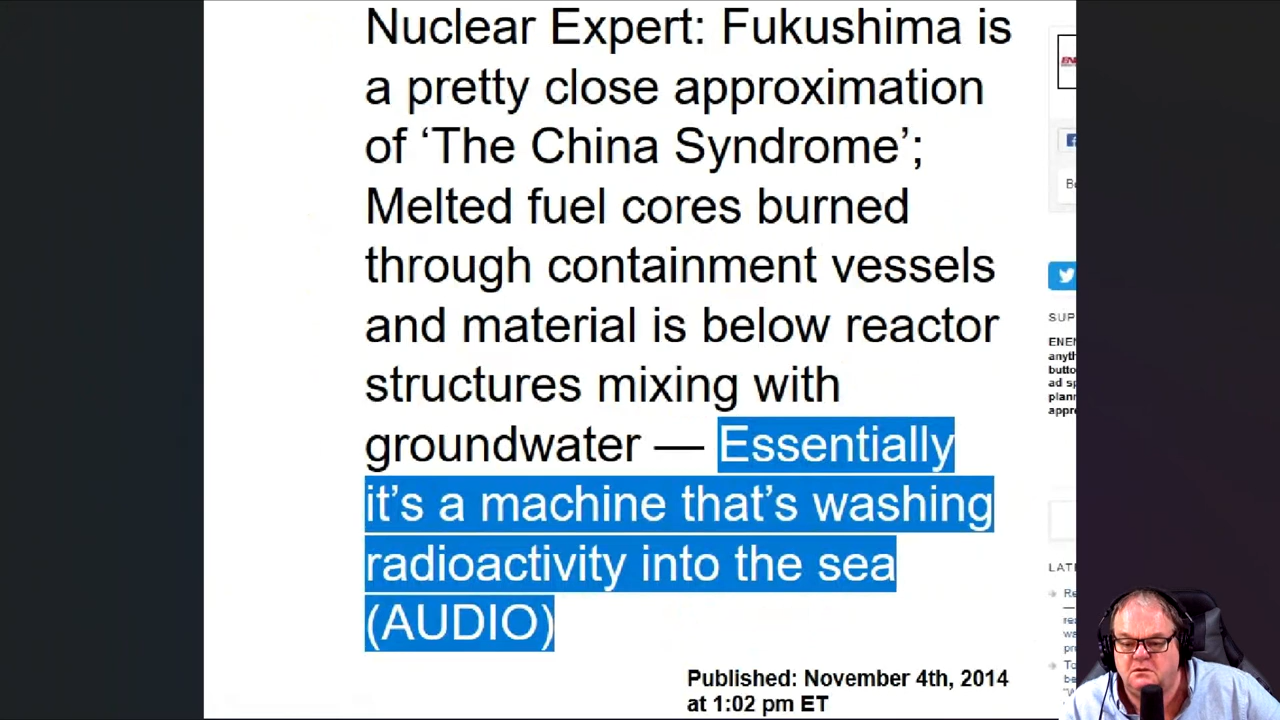 Nuclear Expert: Fukushima is
a pretty close approximation
of ‘The China Syndrome’;
Melted fuel cores burned
through containment vessels
and material is below reactor
structures mixing with
groundwater — Essentially
it’s a machine that’s washing
radioactivity into the sea
(AUDIO)
Published: November 4th, 2014
at 1:02 pm ET